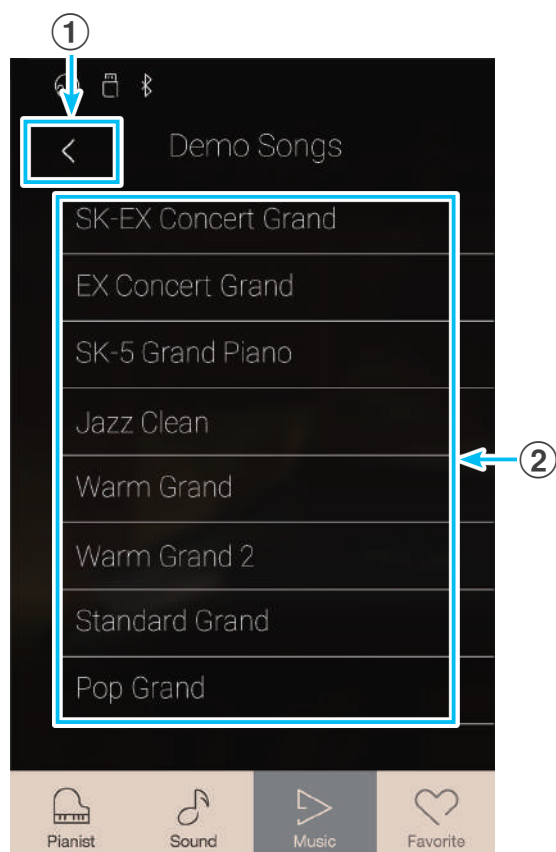 ①
Demo Songs
SK-EX Concert Grand
EX Concert Grand
SK-5 Grand Piano
Jazz Clean
Warm Grand
②
Warm Grand 2
Standard Grand
Pop Grand
Pianist Sound Music Favorite